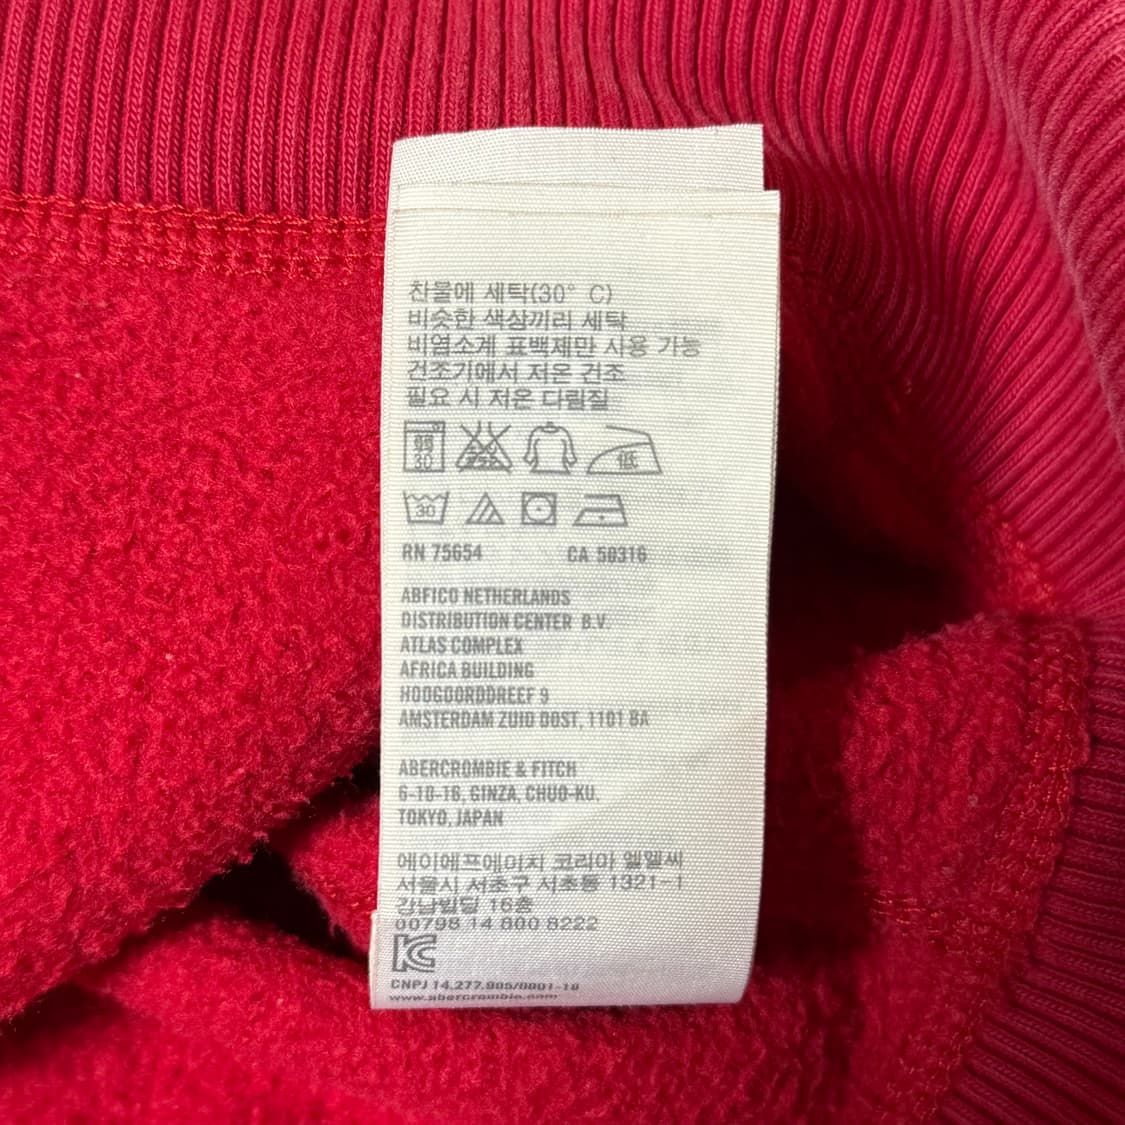 찬물에 세탁(30° C)
비슷한 색상끼리 세탁
비염소계 표백제만 사용 가능
건조기에서 저온 건조
필요 시 저온 다림질
30 低
30
RN 75654 CA 50316
ABFICO NETHERLANDS
DISTRIBUTION CENTER B.V.
ATLAS COMPLEX
AFRICA BUILDING
HOOGOORDDREEF 9
AMSTERDAM ZUID OOST, 1101 BA
ABERCROMBIE & FITCH
6-10-16, GINZA, CHUO-KU,
TOKYO, JAPAN
에이에프에이치 코리아 엘엘씨
서울시 서초구 서초동 1321-1
강남빌딩 16층
00798 14 800 8222
KC
CNPJ 14.277.905/0001-10
www.abercrombie.com